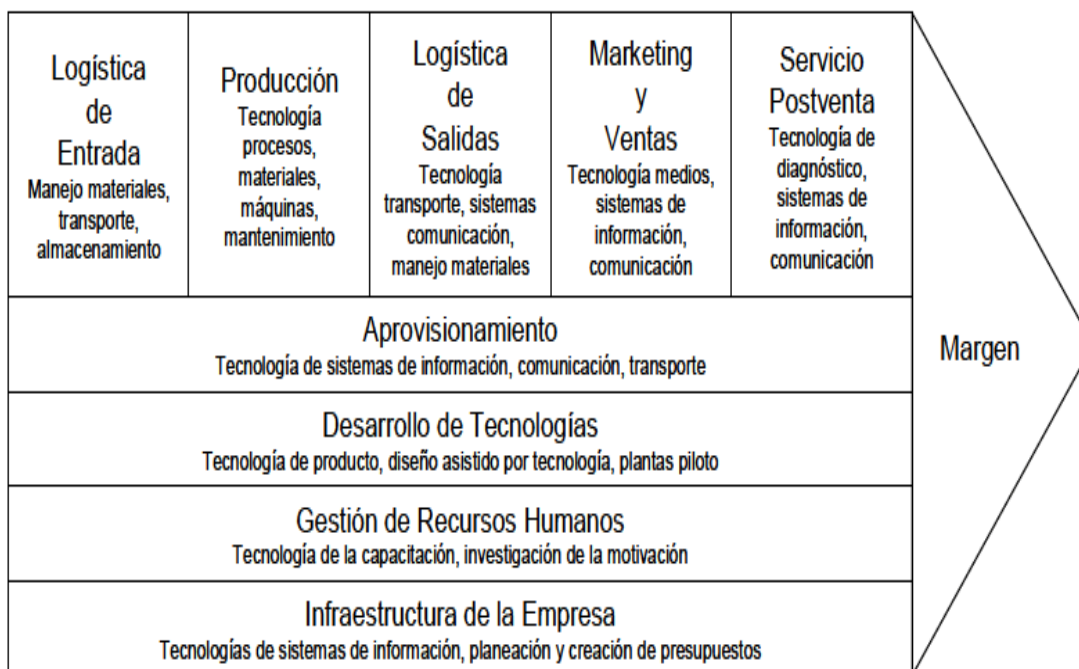 Logística
de
Entrada
Manejo materiales,
transporte,
almacenamiento
Producción
Tecnología
procesos,
materiales,
máquinas,
mantenimiento
Logística
de
Salidas
Tecnología
transporte, sistemas
comunicación,
manejo materiales
Marketing
y
Ventas
Tecnología medios,
sistemas de
información,
comunicación
Servicio
Postventa
Tecnología de
diagnóstico,
sistemas de
información,
comunicación
Aprovisionamiento
Tecnología de sistemas de información, comunicación, transporte
Desarrollo de Tecnologías
Tecnología de producto, diseño asistido por tecnología, plantas piloto
Gestión de Recursos Humanos
Tecnología de la capacitación, investigación de la motivación
Infraestructura de la Empresa
Tecnologías de sistemas de información, planeación y creación de presupuestos
Margen